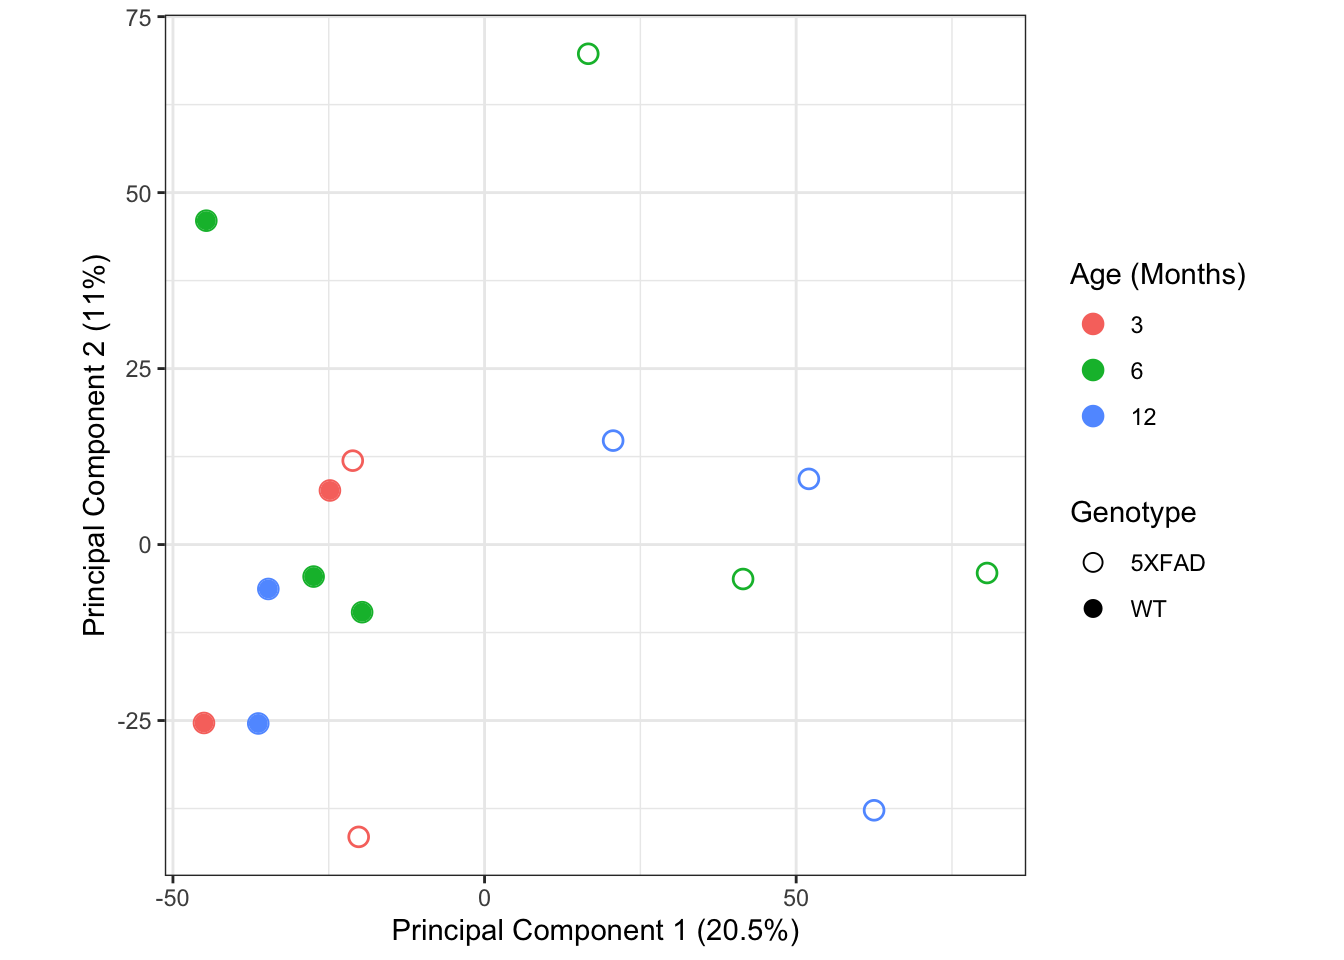 75
50
25
0
-25
-50
0
50
Principal Component 2 (11%)
Principal Component 1 (20.5%)
Age (Months)
3
6
12
Genotype
5XFAD
WT